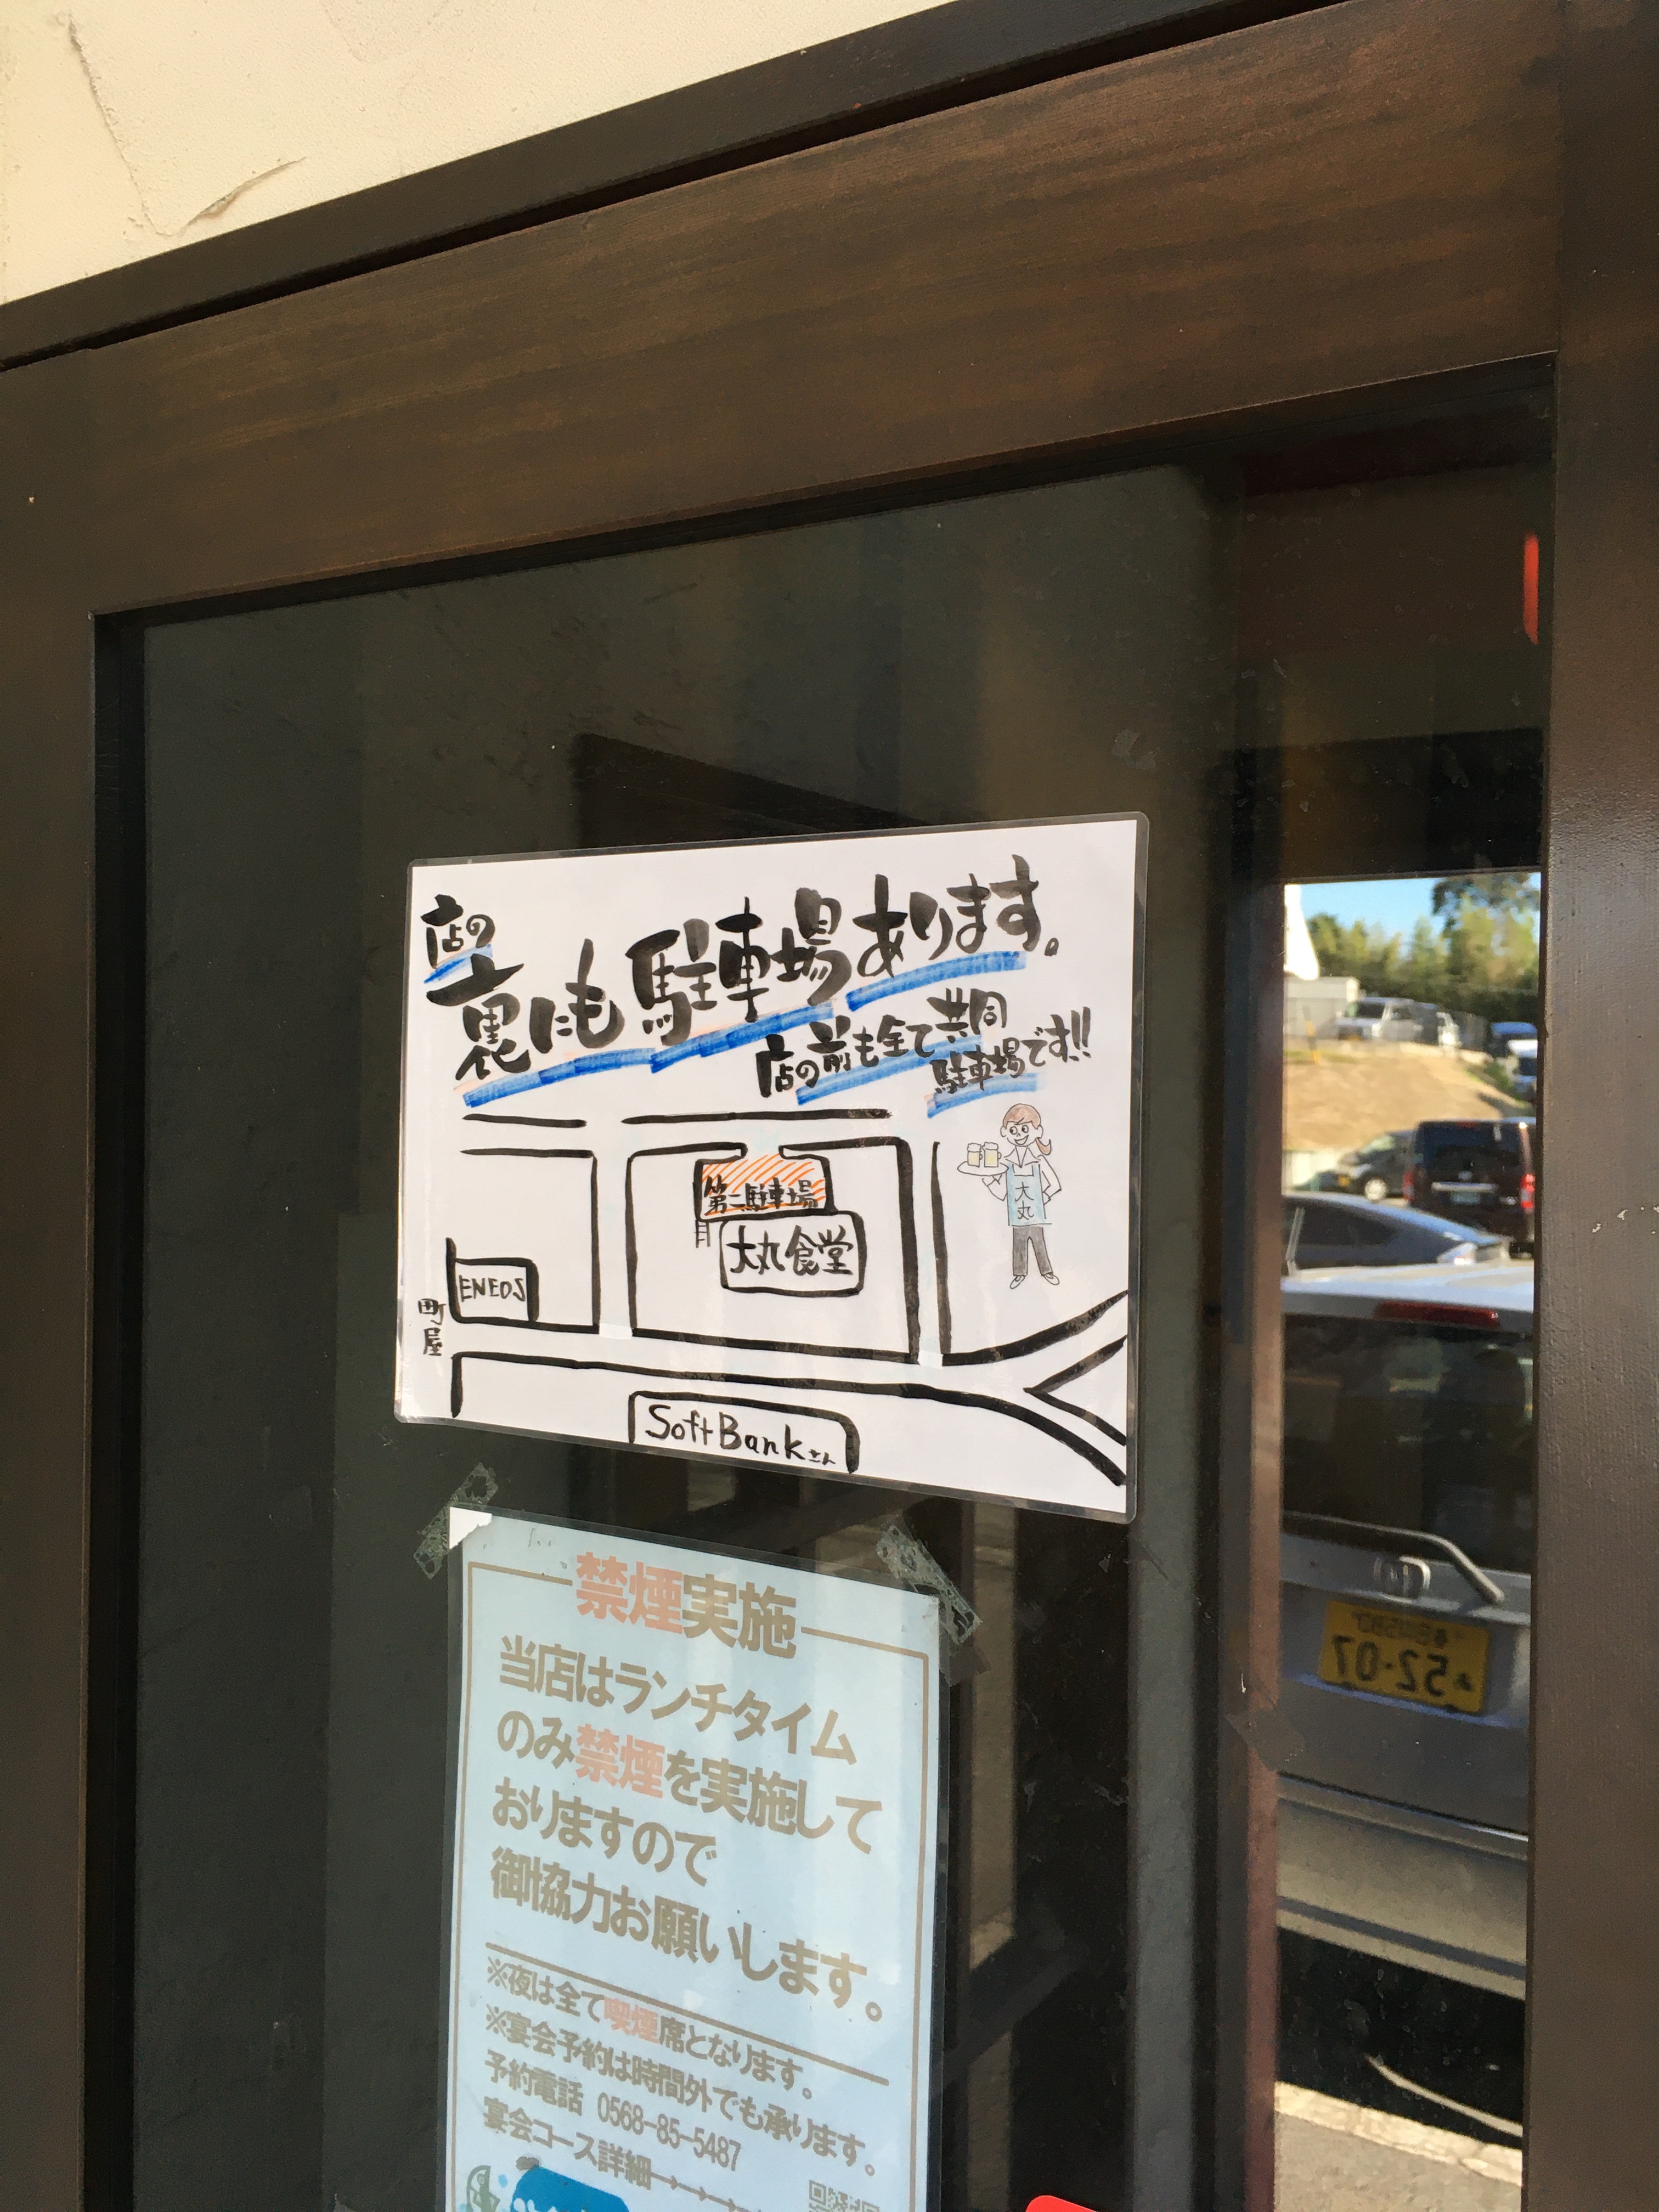 店の
裏にも駐車場あります。
店の前も全て共同
駐車場です!!
第二駐車場
大丸食堂
大丸
ENEOS
町屋
SoftBankさん
禁煙実施
当店はランチタイム
のみ禁煙を実施して
おりますので
御協力お願いします。
※夜は全て喫煙席となります。
※宴会予約は時間外でも承ります。
予約電話 0568-85-5487
宴会コース詳細→→→
52-07